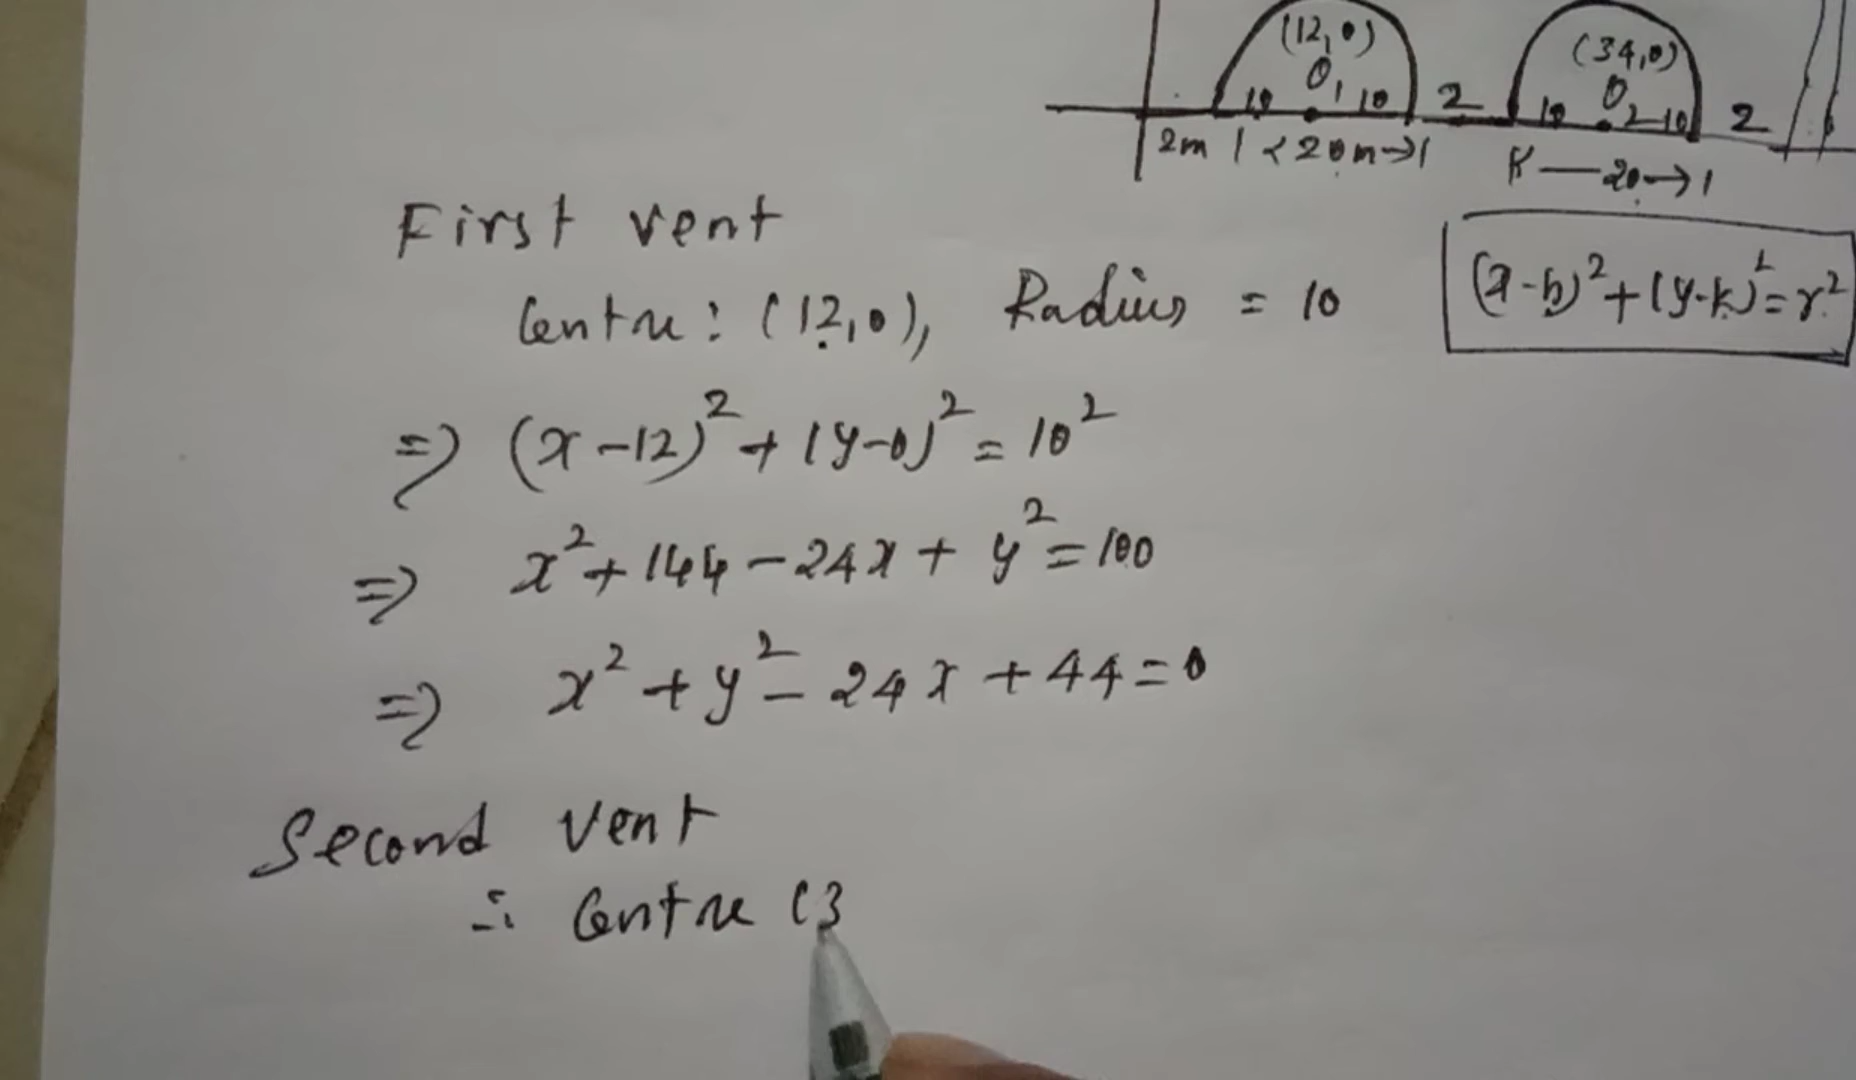 (12,0) (34,0)
10 O₁ 10 2 10 O₂ 10 2
2m |<20m→| K—20→|
First vent
Centre: (12,0), Radius = 10
(x-h)²+(y-k)²=r²
=> (x-12)²+(y-0)²=10²
=> x²+144-24x+y²=100
=> x²+y²-24x+44=0
Second vent
∴ Centre (3